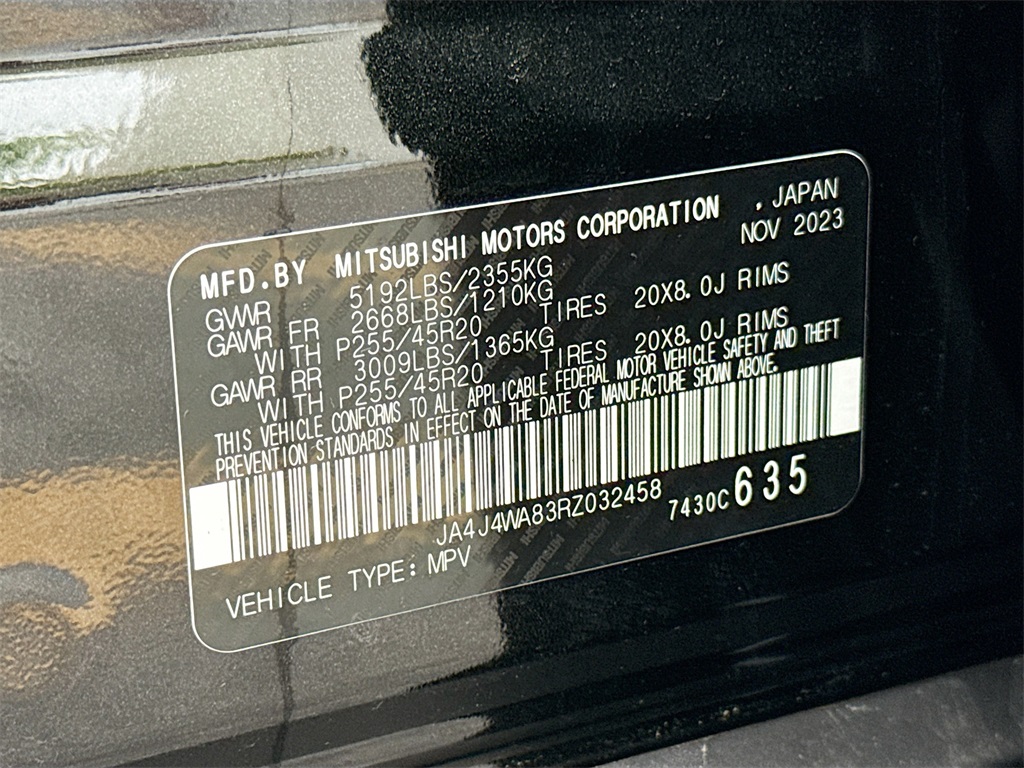 MFD.BY MITSUBISHI MOTORS CORPORATION . JAPAN
NOV 2023
GVWR 5192LBS/2355KG
GAWR FR 2668LBS/1210KG
WITH P255/45R20 TIRES 20X8.0J RIMS
GAWR RR 3009LBS/1365KG
WITH P255/45R20 TIRES 20X8.0J RIMS
THIS VEHICLE CONFORMS TO ALL APPLICABLE FEDERAL MOTOR VEHICLE SAFETY AND THEFT
PREVENTION STANDARDS IN EFFECT ON THE DATE OF MANUFACTURE SHOWN ABOVE.
JA4J4WA83RZ032458 7430C635
VEHICLE TYPE: MPV